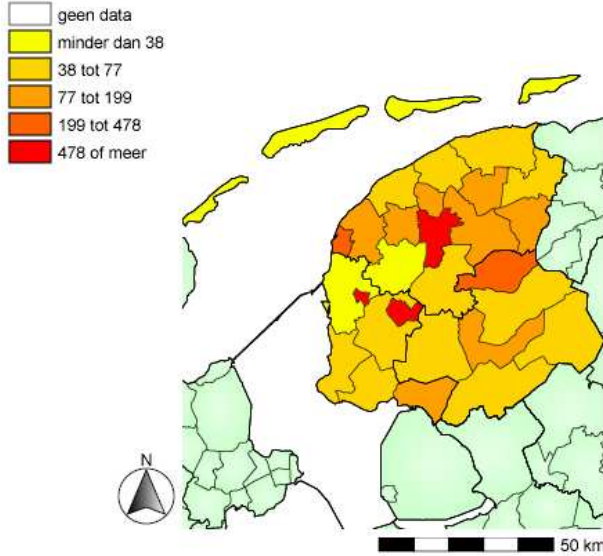 geen data
minder dan 38
38 tot 77
77 tot 199
199 tot 478
478 of meer
N
50 km